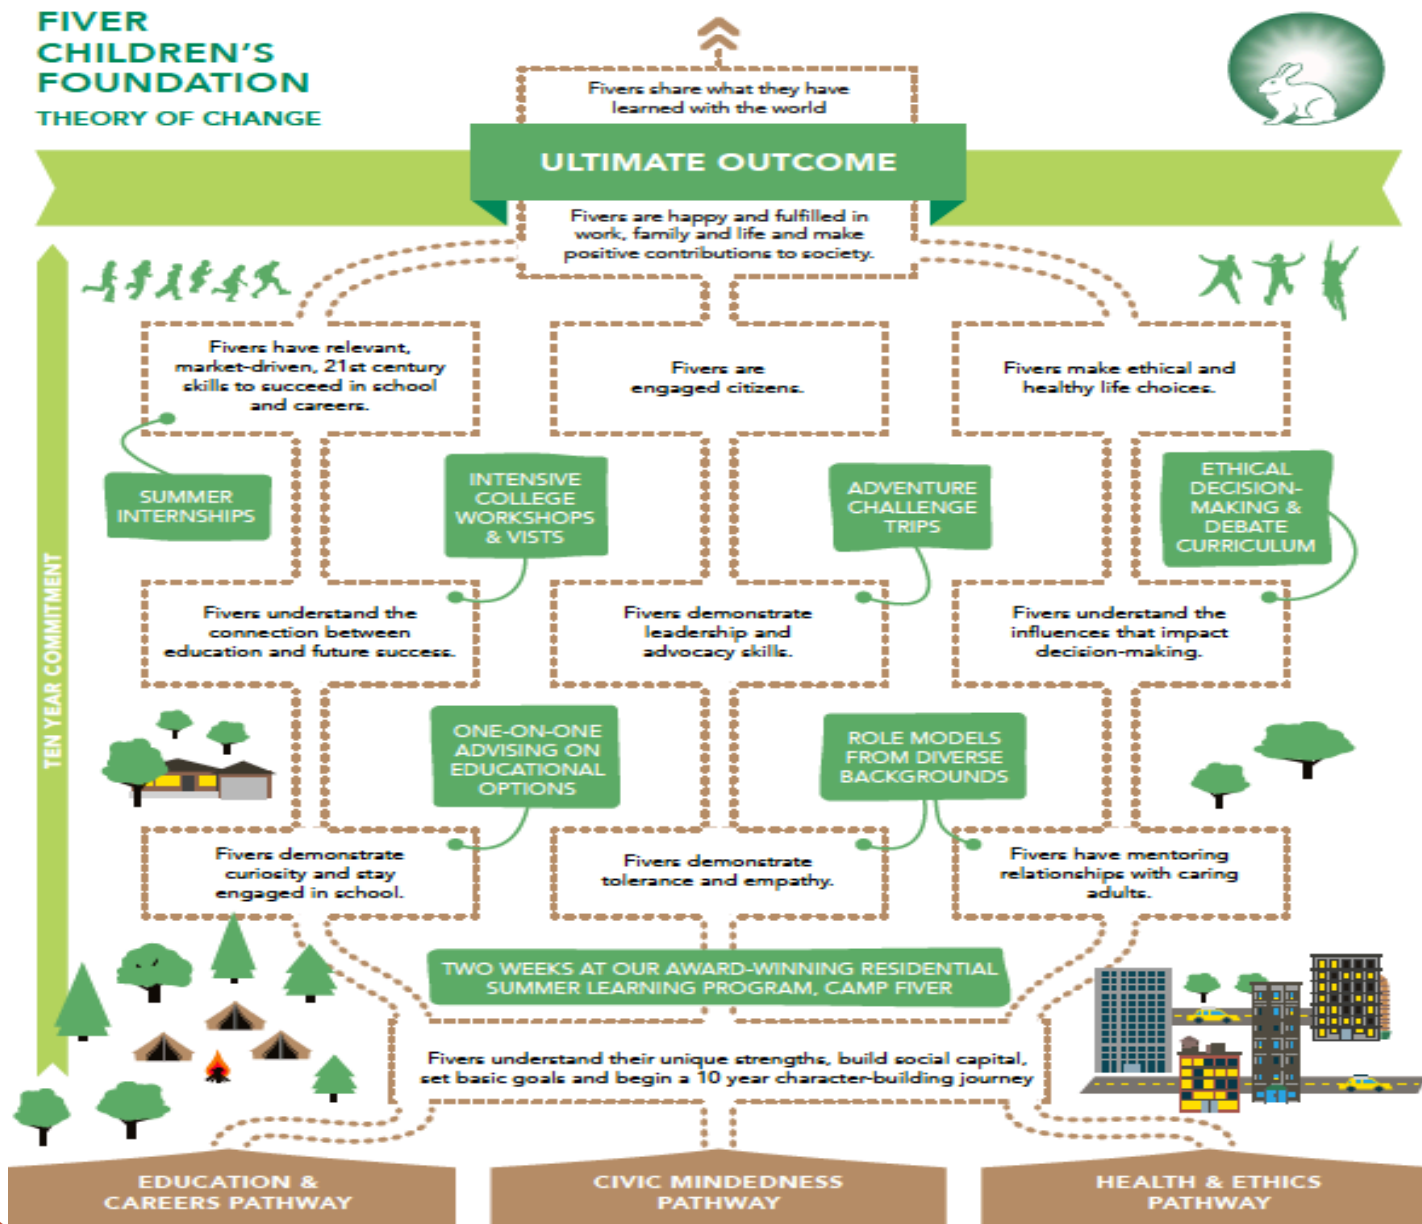 FIVER
CHILDREN'S
FOUNDATION
THEORY OF CHANGE
Fivers share what they have
learned with the world
ULTIMATE OUTCOME
Fivers are happy and fulfilled in
work, family and life and make
positive contributions to society.
TEN YEAR COMMITMENT
Fivers have relevant,
market-driven, 21st century
skills to succeed in school
and careers.
Fivers are
engaged citizens.
Fivers make ethical and
healthy life choices.
SUMMER
INTERNSHIPS
INTENSIVE
COLLEGE
WORKSHOPS
& VISTS
ADVENTURE
CHALLENGE
TRIPS
ETHICAL
DECISION-
MAKING &
DEBATE
CURRICULUM
Fivers understand the
connection between
education and future success.
Fivers demonstrate
leadership and
advocacy skills.
Fivers understand the
influences that impact
decision-making.
ONE-ON-ONE
ADVISING ON
EDUCATIONAL
OPTIONS
ROLE MODELS
FROM DIVERSE
BACKGROUNDS
Fivers demonstrate
curiosity and stay
engaged in school.
Fivers demonstrate
tolerance and empathy.
Fivers have mentoring
relationships with caring
adults.
TWO WEEKS AT OUR AWARD-WINNING RESIDENTIAL
SUMMER LEARNING PROGRAM, CAMP FIVER
Fivers understand their unique strengths, build social capital,
set basic goals and begin a 10 year character-building journey
EDUCATION &
CAREERS PATHWAY
CIVIC MINDEDNESS
PATHWAY
HEALTH & ETHICS
PATHWAY